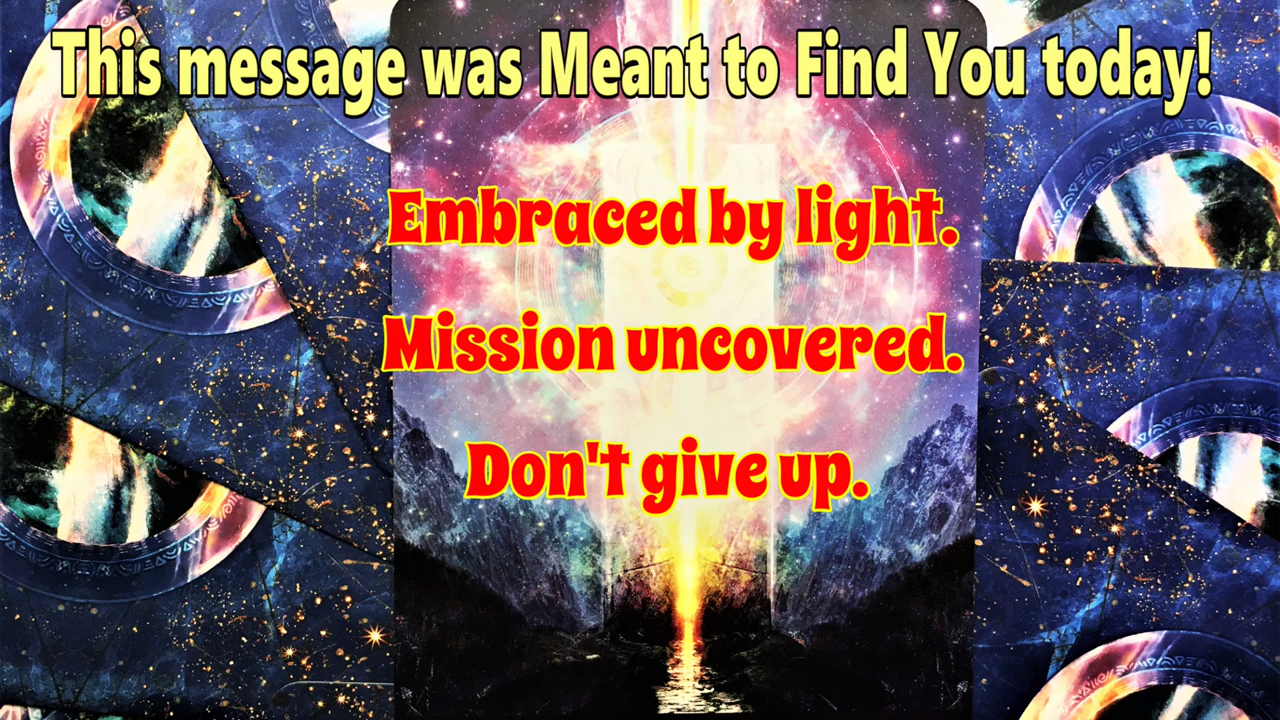 This message was Meant to Find You today!
Embraced by light.
Mission uncovered.
Don't give up.